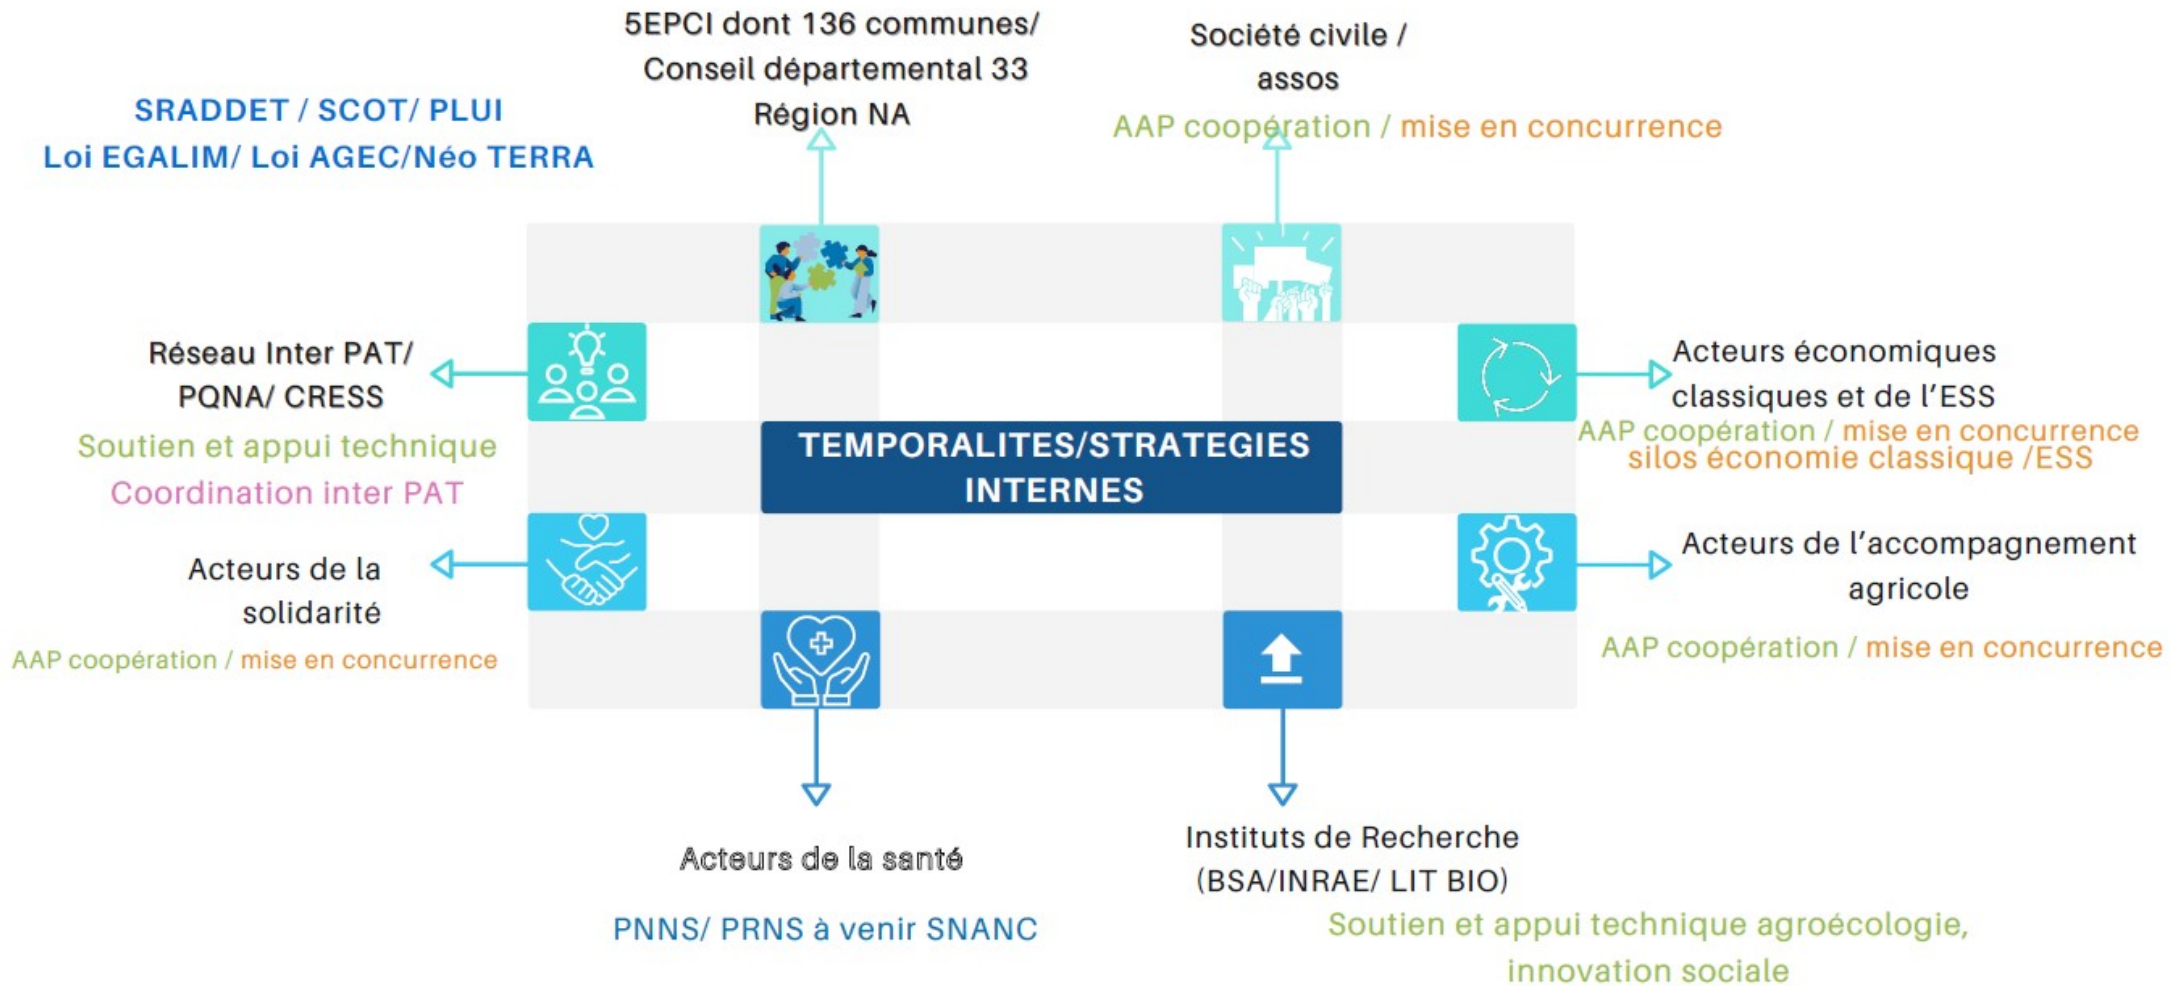 5EPCI dont 136 communes/
Conseil départemental 33
Région NA
Société civile /
assos
AAP coopération / mise en concurrence
SRADDET / SCOT/ PLUI
Loi EGALIM/ Loi AGEC/Néo TERRA
Réseau Inter PAT/
PQNA/ CRESS
Soutien et appui technique
Coordination inter PAT
Acteurs économiques
classiques et de l’ESS
AAP coopération / mise en concurrence
silos économie classique /ESS
TEMPORALITES/STRATEGIES
INTERNES
Acteurs de la
solidarité
AAP coopération / mise en concurrence
Acteurs de l’accompagnement
agricole
AAP coopération / mise en concurrence
Acteurs de la santé
PNNS/ PRNS à venir SNANC
Instituts de Recherche
(BSA/INRAE/ LIT BIO)
Soutien et appui technique agroécologie,
innovation sociale